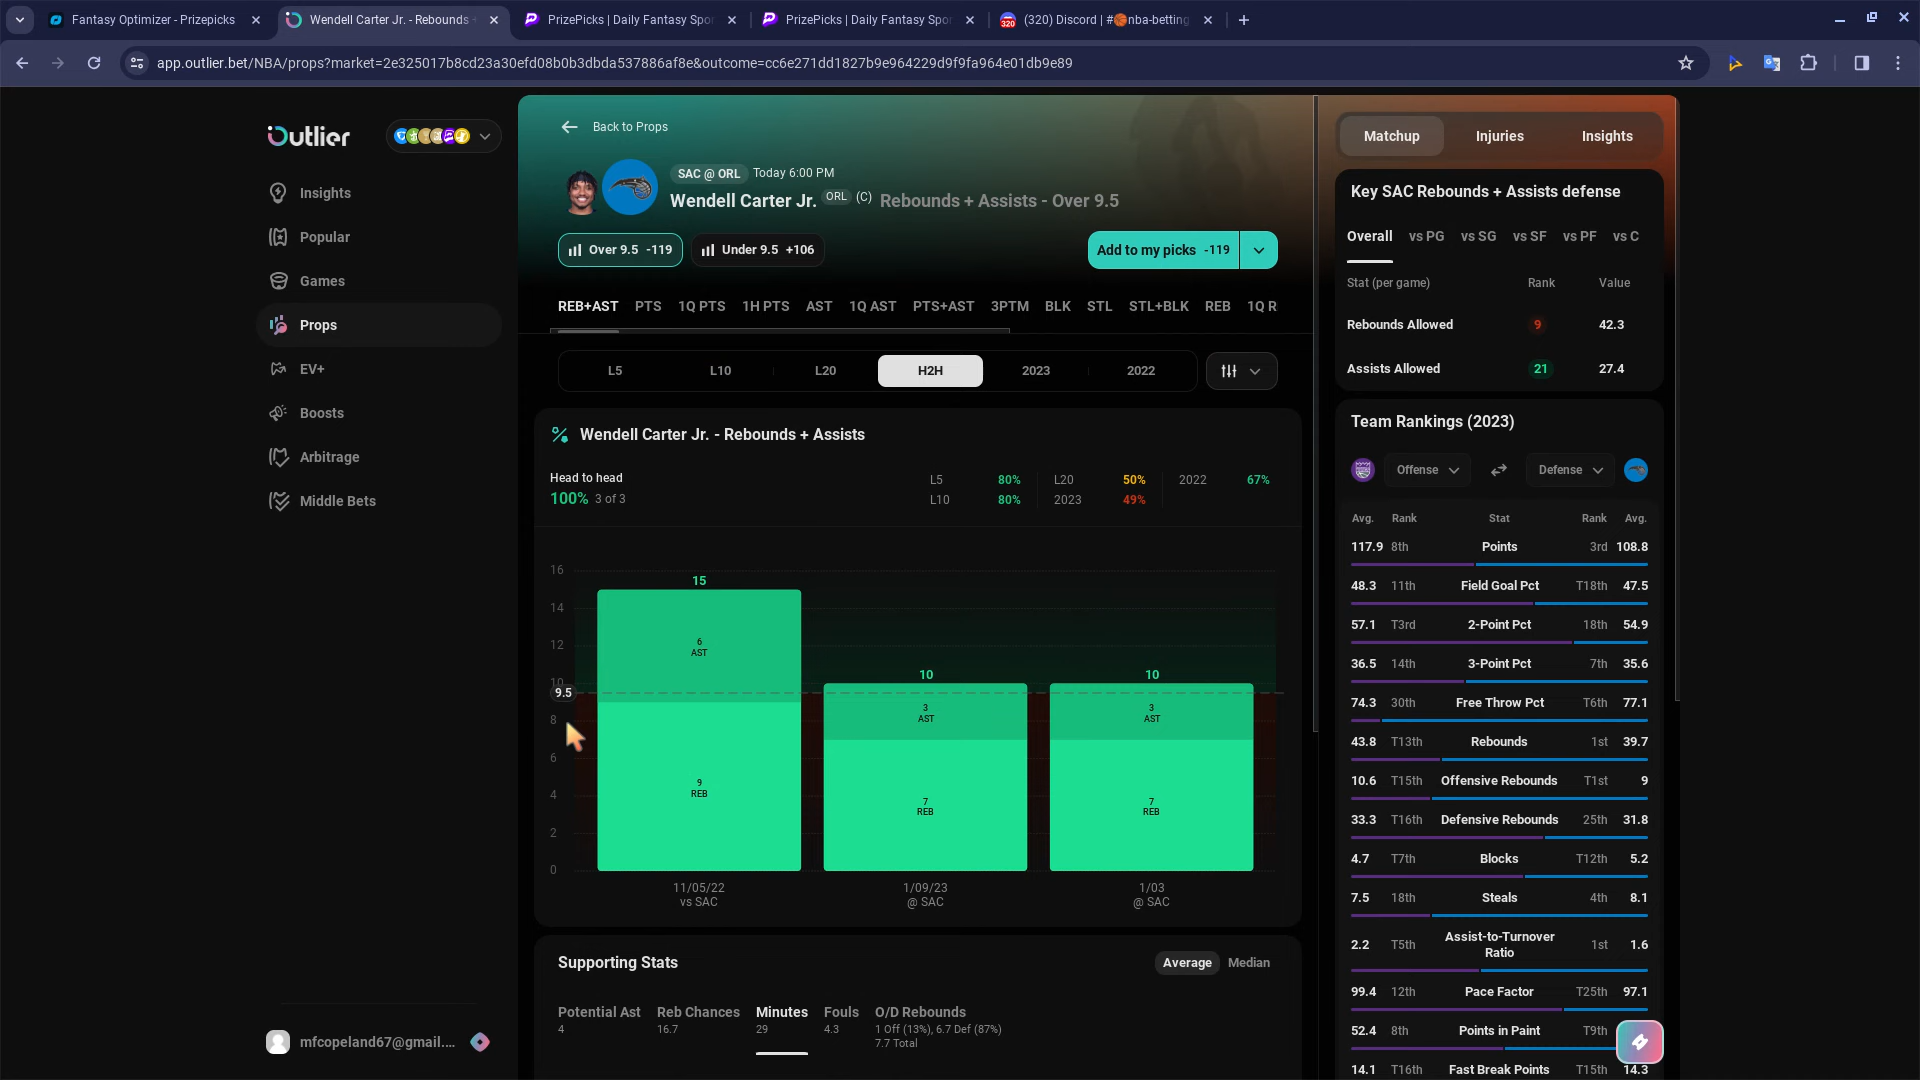 Fantasy Optimizer - Prizepicks
Wendell Carter Jr. - Rebounds
PrizePicks | Daily Fantasy Spor
PrizePicks | Daily Fantasy Spor
320
(320) Discord | #🏀nba-betting
app.outlier.bet/NBA/props?market=2e325017b8cd23a30efd08b0b3dbda537886af8e&outcome=cc6e271dd1827b9e964229d9f9fa964e01db9e89
Outlier
Insights
Popular
Games
Props
EV+
Boosts
Arbitrage
Middle Bets
mfcopeland67@gmail....
Back to Props
SAC @ ORL Today 6:00 PM
Wendell Carter Jr. ORL (C) Rebounds + Assists - Over 9.5
Over 9.5 -119 Under 9.5 +106
Add to my picks -119
REB+AST PTS 1Q PTS 1H PTS AST 1Q AST PTS+AST 3PTM BLK STL STL+BLK REB 1Q R
L5 L10 L20 H2H 2023 2022
Wendell Carter Jr. - Rebounds + Assists
Head to head
100% 3 of 3
L5 80% L20 50% 2022 67%
L10 80% 2023 49%
16
14
12
10
9.5
8
6
4
2
0
15
6
AST
9
REB
10
3
AST
7
REB
10
3
AST
7
REB
11/05/22
vs SAC
1/09/23
@ SAC
1/03
@ SAC
Supporting Stats
Average Median
Potential Ast Reb Chances Minutes Fouls O/D Rebounds
4 16.7 29 4.3 1 Off (13%), 6.7 Def (87%)
7.7 Total
Matchup Injuries Insights
Key SAC Rebounds + Assists defense
Overall vs PG vs SG vs SF vs PF vs C
Stat (per game) Rank Value
Rebounds Allowed 9 42.3
Assists Allowed 21 27.4
Team Rankings (2023)
Offense Defense
Avg. Rank Stat Rank Avg.
117.9 8th Points 3rd 108.8
48.3 11th Field Goal Pct T18th 47.5
57.1 T3rd 2-Point Pct 18th 54.9
36.5 14th 3-Point Pct 7th 35.6
74.3 30th Free Throw Pct T6th 77.1
43.8 T13th Rebounds 1st 39.7
10.6 T15th Offensive Rebounds T1st 9
33.3 T16th Defensive Rebounds 25th 31.8
4.7 T7th Blocks T12th 5.2
7.5 18th Steals 4th 8.1
2.2 T5th Assist-to-Turnover Ratio 1st 1.6
99.4 12th Pace Factor T25th 97.1
52.4 8th Points in Paint T9th
14.1 T16th Fast Break Points T15th 14.3